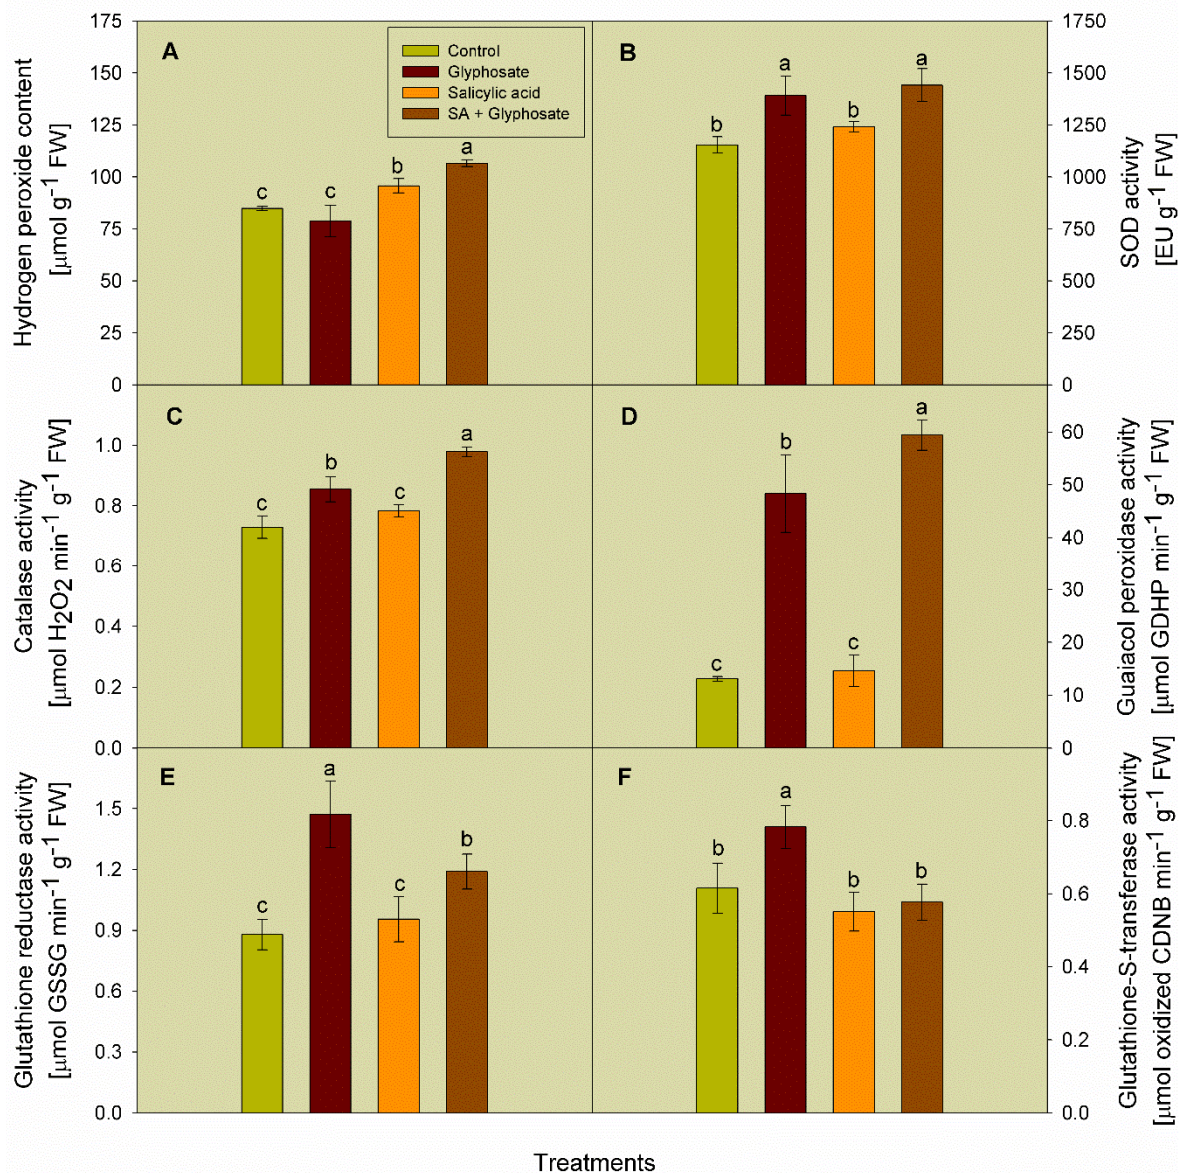 Hydrogen peroxide content
[µmol g⁻¹ FW]
175
150
125
100
75
50
25
0
A
Control
Glyphosate
Salicylic acid
SA + Glyphosate
c
c
b
a
B
b
a
b
a
1750
1500
1250
1000
750
500
250
0
SOD activity
[EU g⁻¹ FW]
Catalase activity
[µmol H₂O₂ min⁻¹ g⁻¹ FW]
1.0
0.8
0.6
0.4
0.2
0.0
C
c
b
c
a
D
c
b
c
a
60
50
40
30
20
10
0
Guaiacol peroxidase activity
[µmol GDHP min⁻¹ g⁻¹ FW]
Glutathione reductase activity
[µmol GSSG min⁻¹ g⁻¹ FW]
1.5
1.2
0.9
0.6
0.3
0.0
E
c
a
c
b
F
b
a
b
b
0.8
0.6
0.4
0.2
0.0
Glutathione-S-transferase activity
[µmol oxidized CDNB min⁻¹ g⁻¹ FW]
Treatments